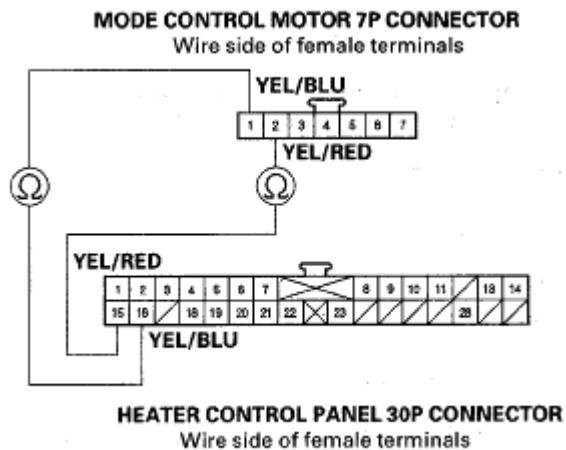 MODE CONTROL MOTOR 7P CONNECTOR
Wire side of female terminals
YEL/BLU
1 2 3 4 5 6 7
YEL/RED
Ω Ω
YEL/RED
1 2 3 4 5 6 7 8 9 10 11 13 14
15 16 18 19 20 21 22 23 28
YEL/BLU
HEATER CONTROL PANEL 30P CONNECTOR
Wire side of female terminals